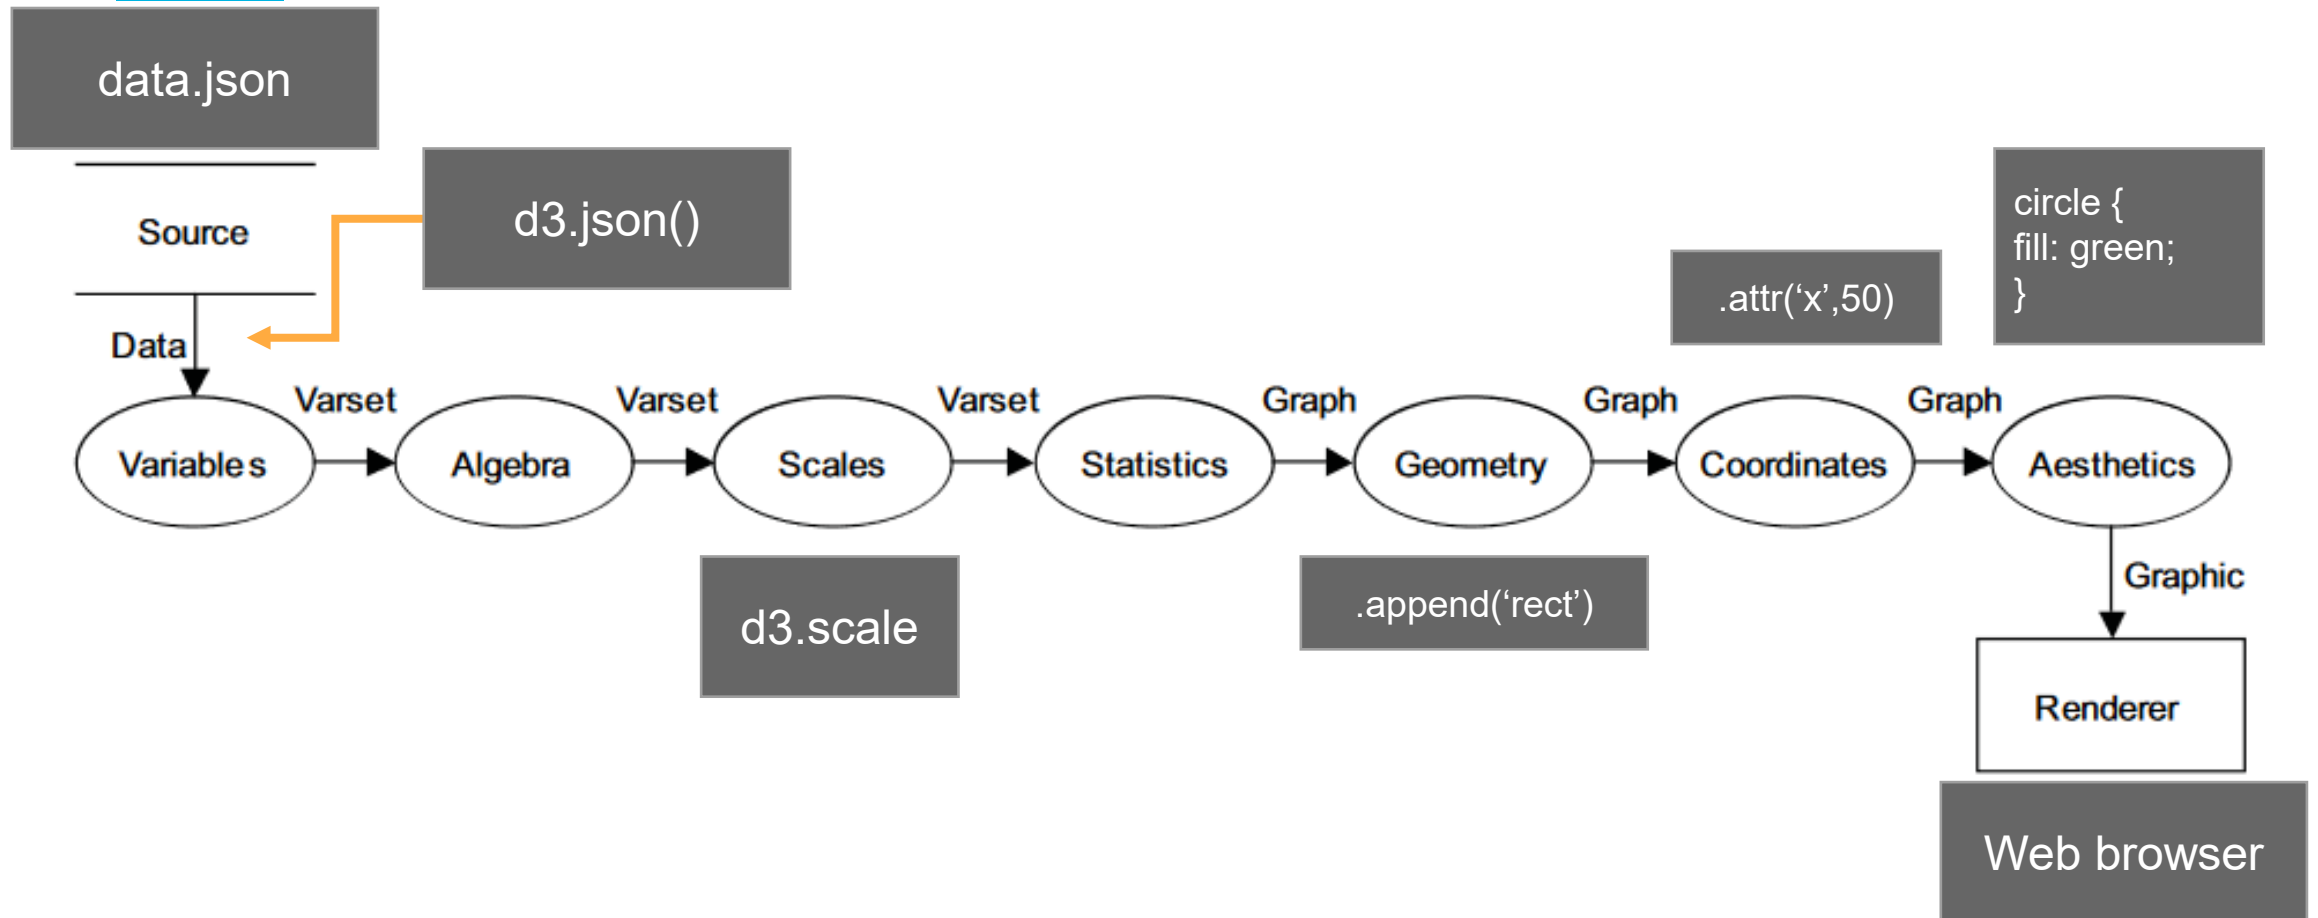 data.json
d3.json()
Source
circle {
fill: green;
}
.attr(‘x’,50)
Data
Varset
Varset
Varset
Graph
Graph
Graph
Variables
Algebra
Scales
Statistics
Geometry
Coordinates
Aesthetics
d3.scale
.append(‘rect’)
Graphic
Renderer
Web browser